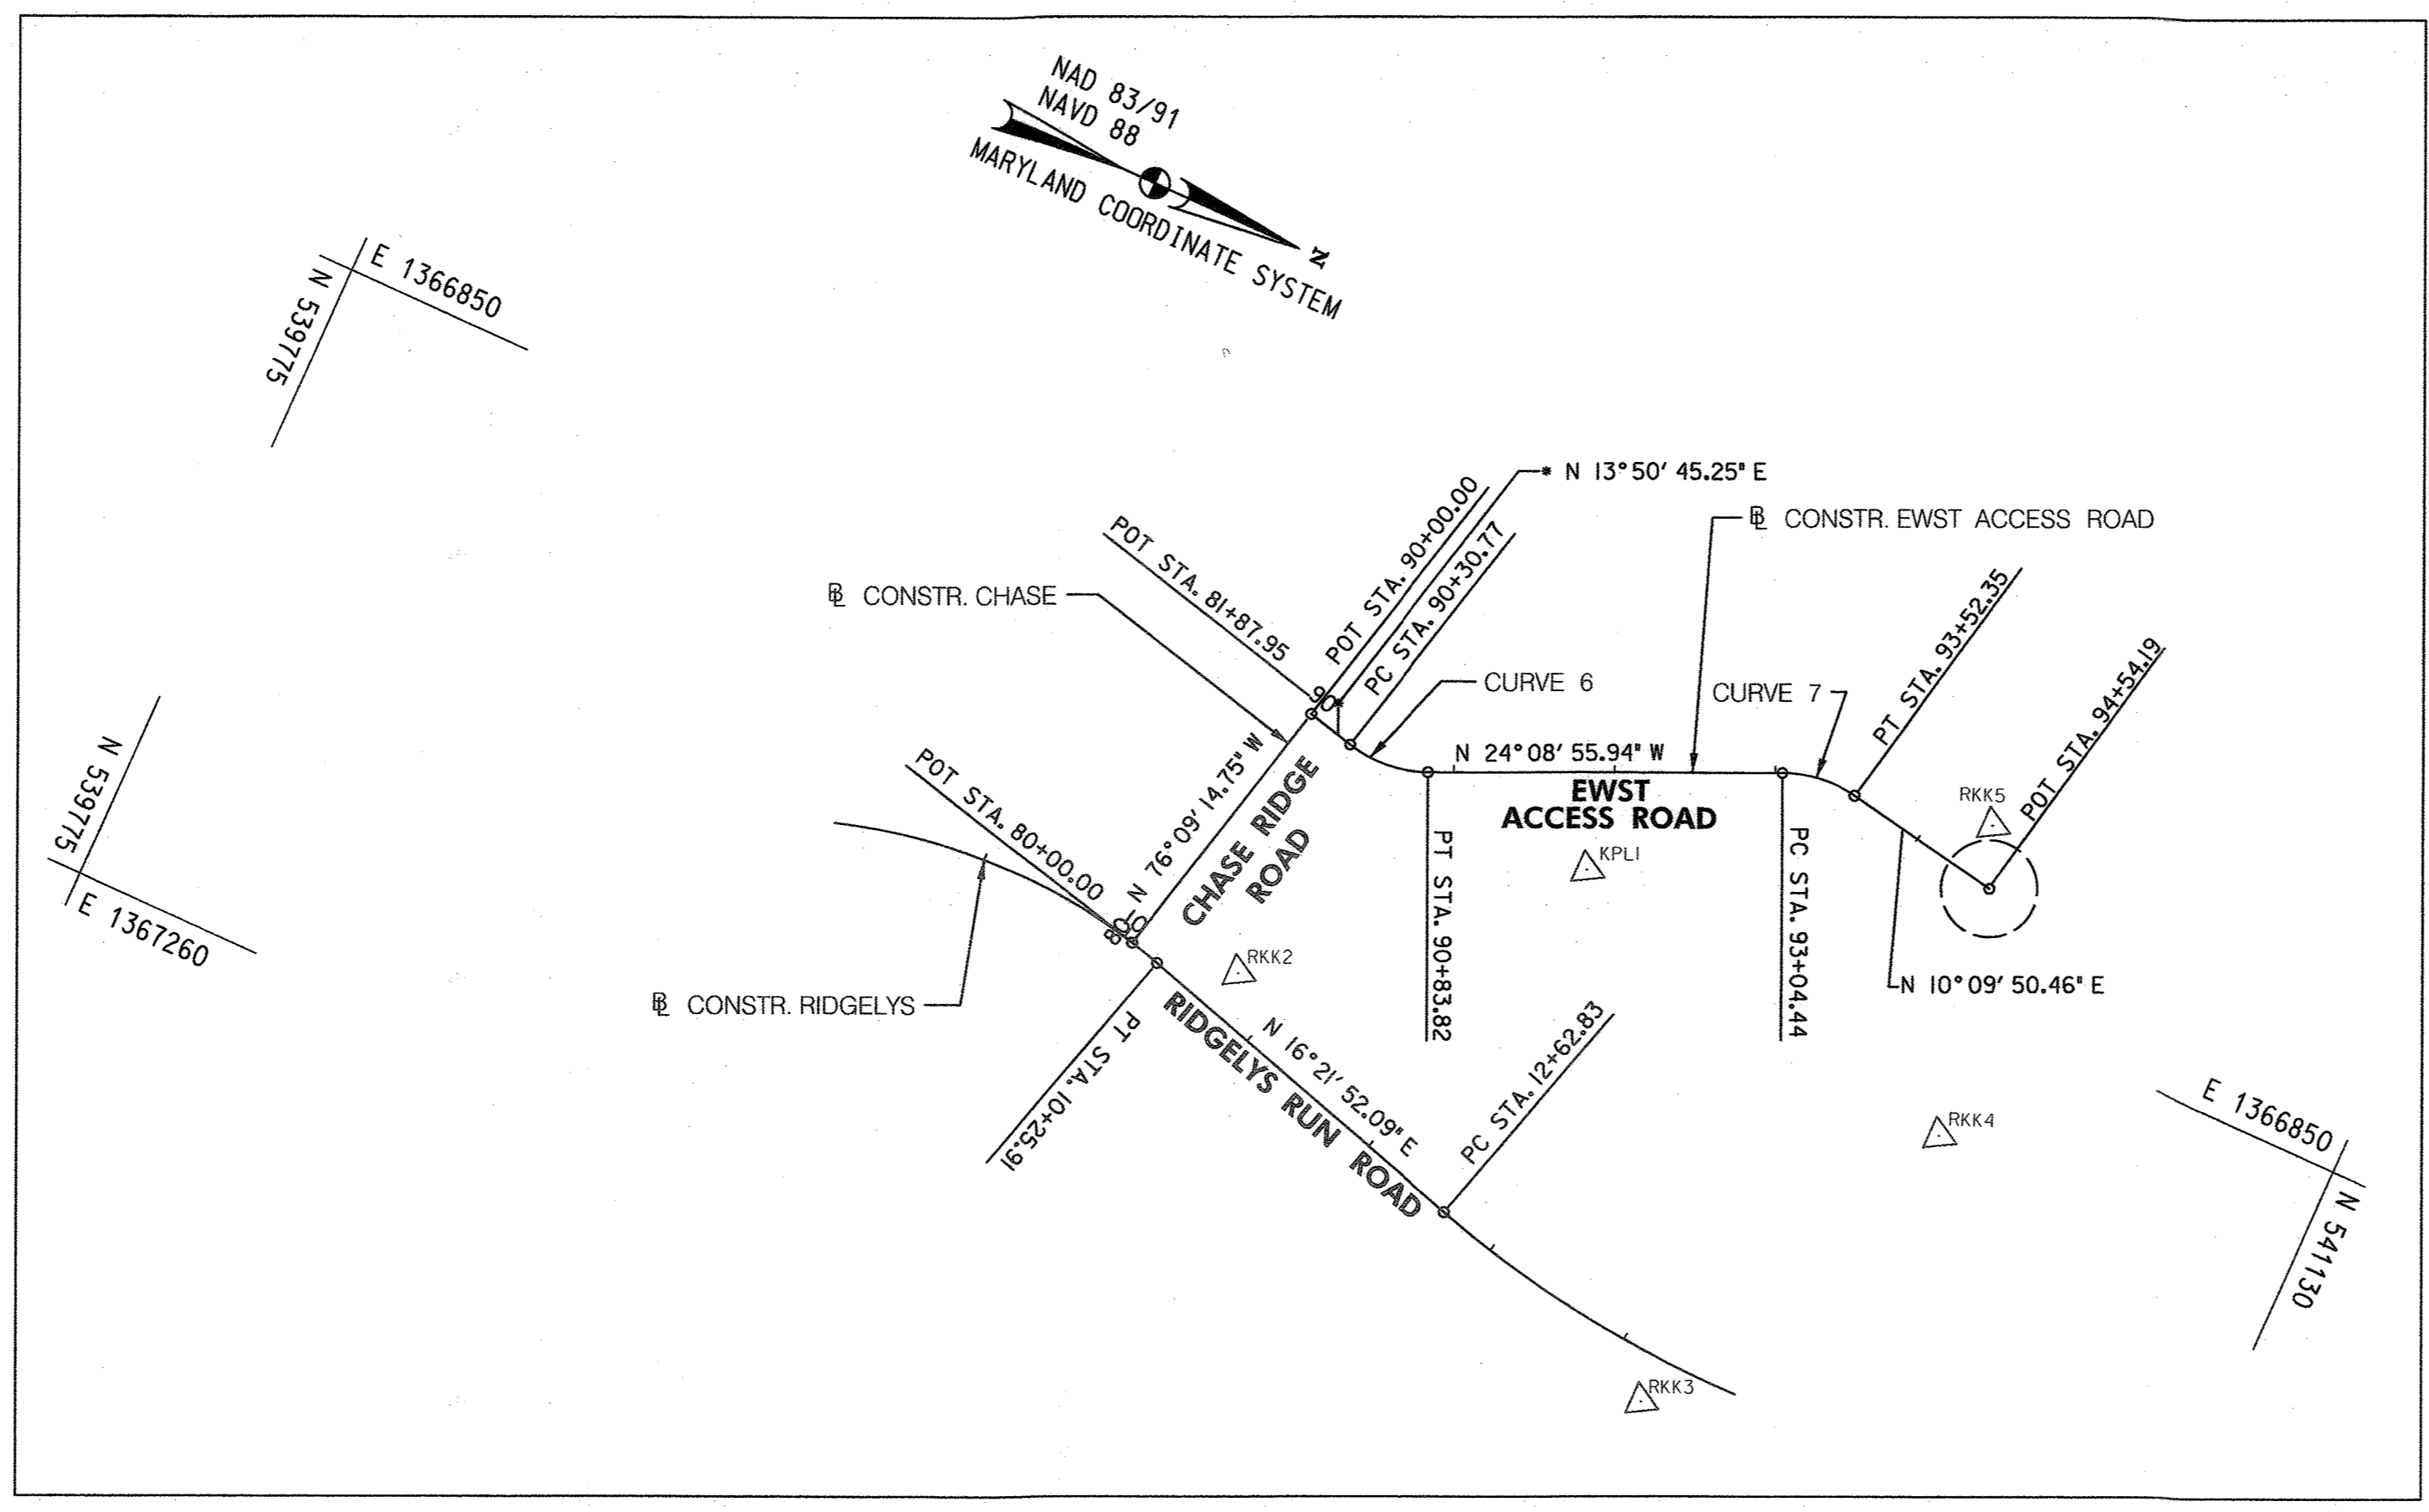 NAD 83/91
NAVD 88
MARYLAND COORDINATE SYSTEM
N
E 1366850
N 539775
* N 13°50' 45.25" E
POT STA. 90+00.00
PC STA. 90+30.77
POT STA. 81+87.95
℄ CONSTR. EWST ACCESS ROAD
℄ CONSTR. CHASE
PT STA. 93+52.35
POT STA. 94+54.19
90
*
CURVE 6
CURVE 7
N 24°08' 55.94" W
EWST
ACCESS ROAD
N 76°09' 14.75" W
CHASE RIDGE
ROAD
POT STA. 80+00.00
80
10
RKK5
KPL1
PT STA. 90+83.82
PC STA. 93+04.44
N 539775
E 1367260
RKK2
N 10°09' 50.46" E
℄ CONSTR. RIDGELYS
PT STA. 10+25.91
RIDGELYS RUN ROAD
N 16°21' 52.09" E
PC STA. 12+62.83
RKK4
E 1366850
N 541130
RKK3